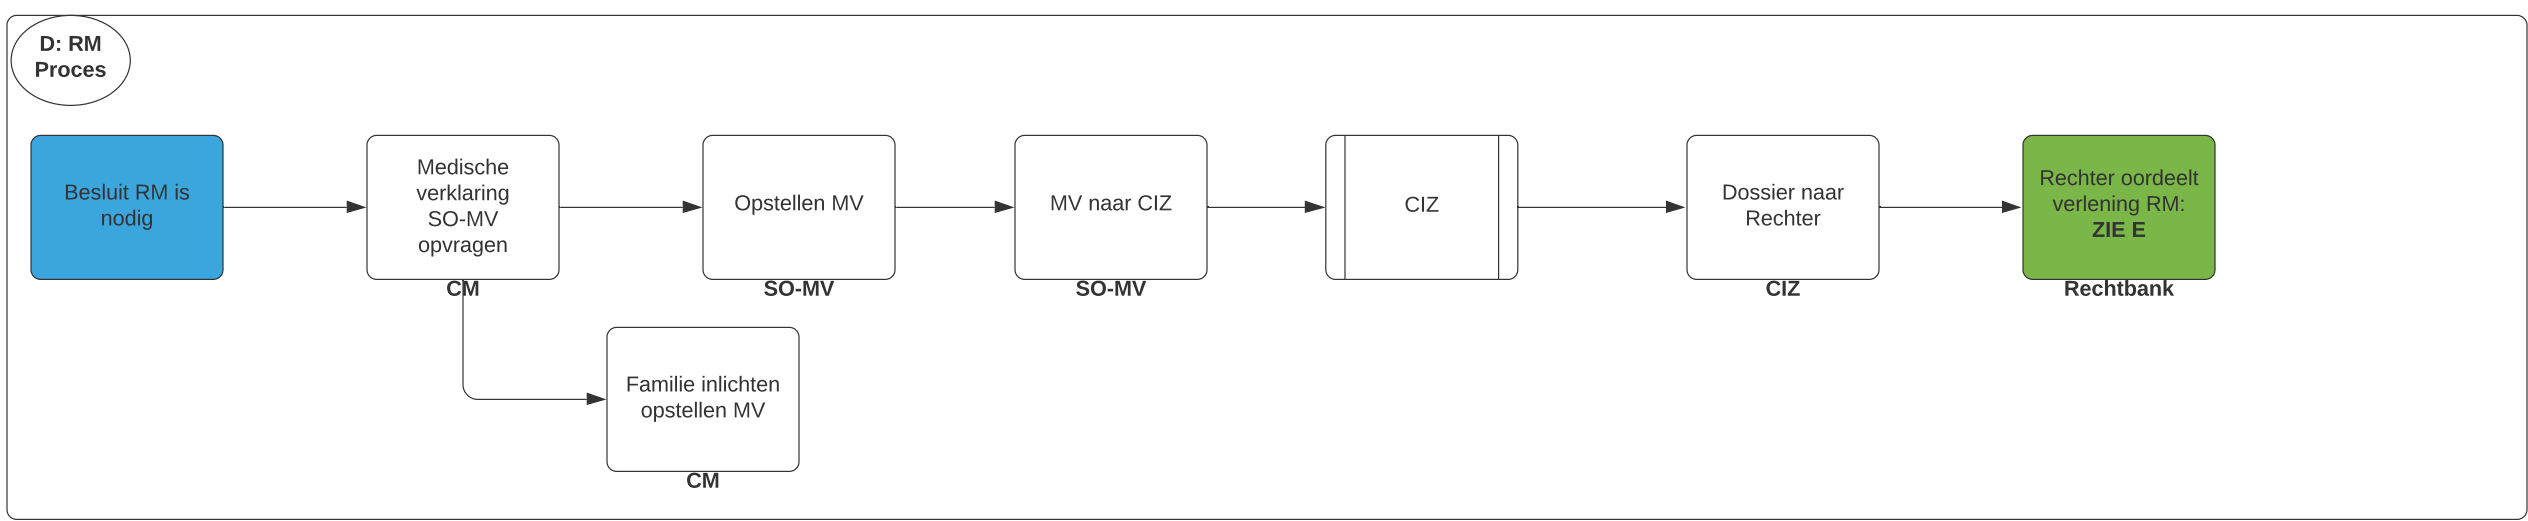 D: RM
Proces
Besluit RM is
nodig
Medische
verklaring
SO-MV
opvragen
CM
Opstellen MV
SO-MV
MV naar CIZ
SO-MV
CIZ
Dossier naar
Rechter
CIZ
Rechter oordeelt
verlening RM:
ZIE E
Rechtbank
Familie inlichten
opstellen MV
CM